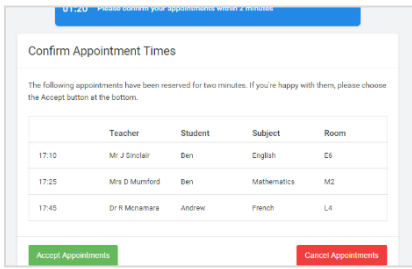 01:20 Please confirm your appointments within 2 minutes
Confirm Appointment Times
The following appointments have been reserved for two minutes. If you're happy with them, please choose
the Accept button at the bottom.
Teacher Student Subject Room
17:10 Mr J Sinclair Ben English E6
17:25 Mrs D Mumford Ben Mathematics M2
17:45 Dr R Mcnamara Andrew French L4
Accept Appointments Cancel Appointments